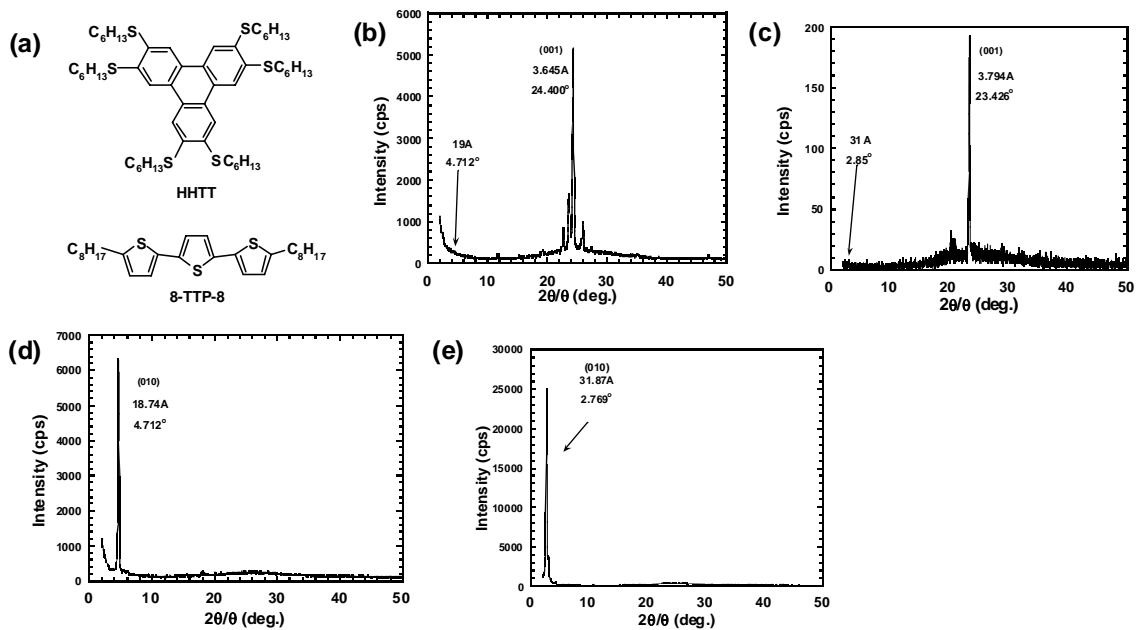 (a)
SC₆H₁₃
SC₆H₁₃
C₆H₁₃S
C₆H₁₃S
C₆H₁₃S
SC₆H₁₃
HHTT
C₈H₁₇
S
S
S
C₈H₁₇
8-TTP-8
(b)
Intensity (cps)
6000
5000
4000
3000
2000
1000
0
(001)
3.645A
24.400°
19A
4.712°
0 10 20 30 40 50
2θ/θ (deg.)
(c)
Intensity (cps)
200
150
100
50
0
(001)
3.794A
23.426°
31 A
2.85°
0 10 20 30 40 50
2θ/θ (deg.)
(d)
Intensity (cps)
7000
6000
5000
4000
3000
2000
1000
0
(010)
18.74A
4.712°
0 10 20 30 40 50
2θ/θ (deg.)
(e)
Intensity (cps)
30000
25000
20000
15000
10000
5000
0
(010)
31.87A
2.769°
0 10 20 30 40 50
2θ/θ (deg.)